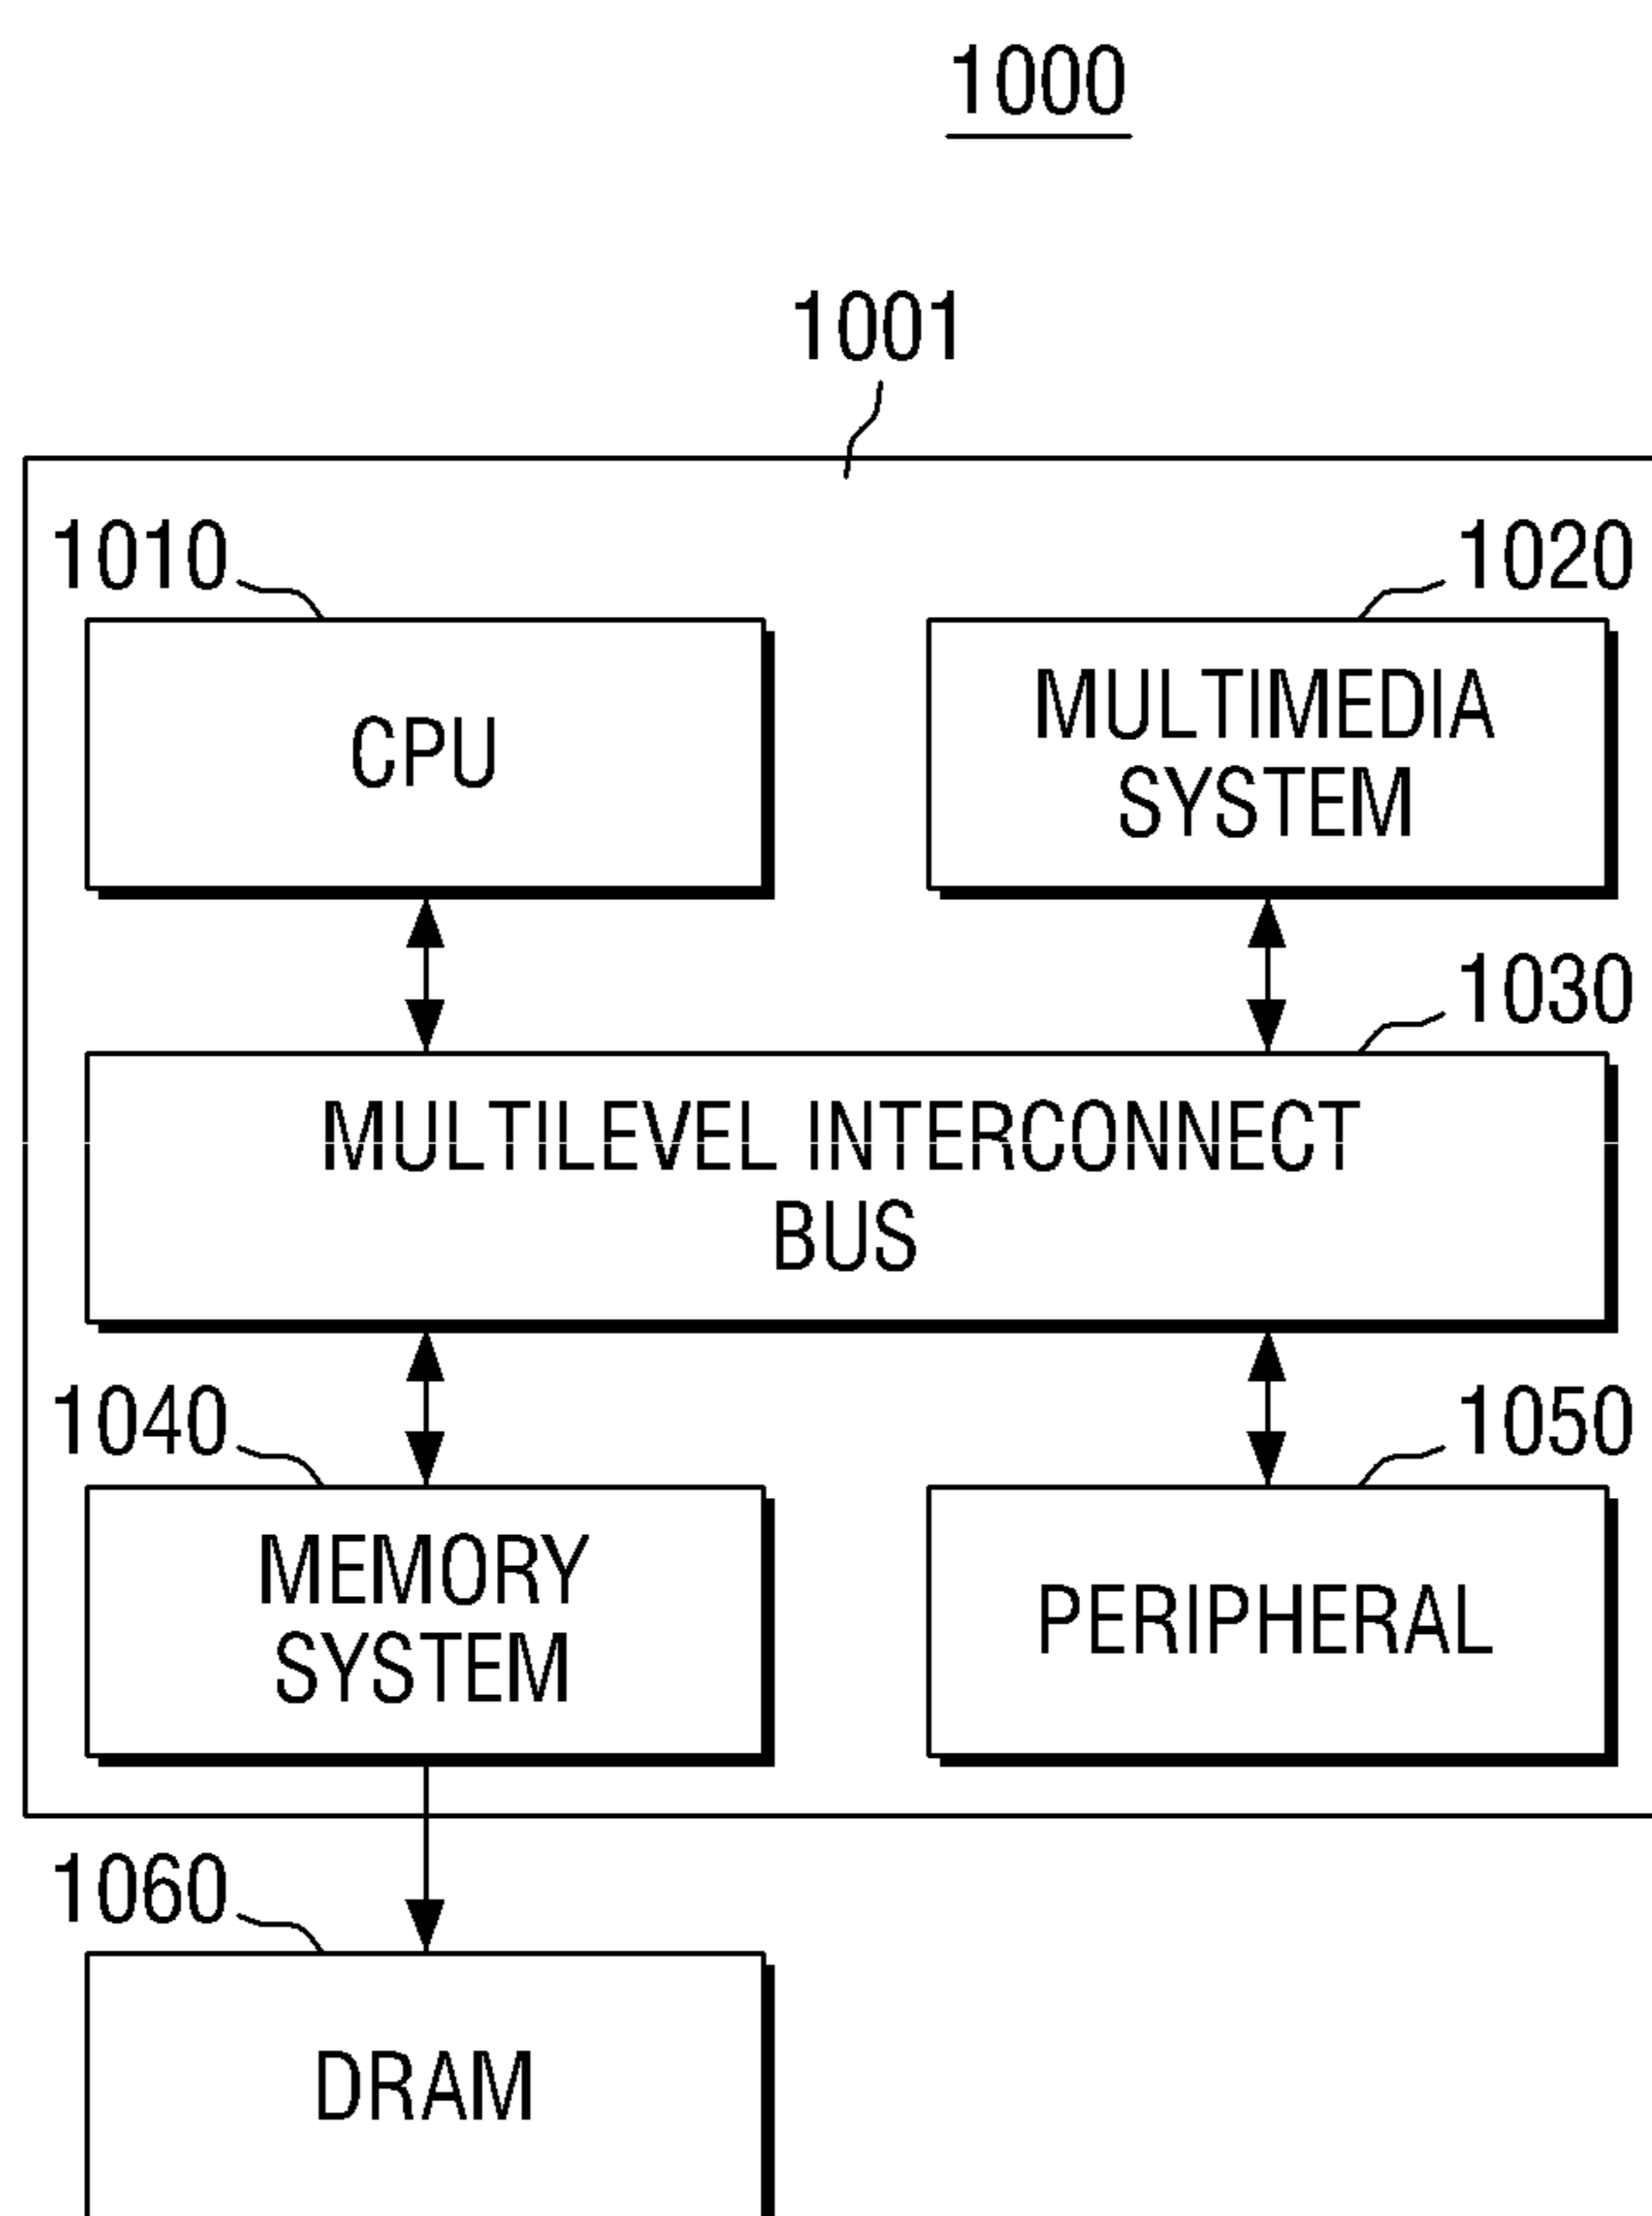 1000
1001
1010
1020
CPU
MULTIMEDIA
SYSTEM
1030
MULTILEVEL INTERCONNECT
BUS
1040
1050
MEMORY
SYSTEM
PERIPHERAL
1060
DRAM